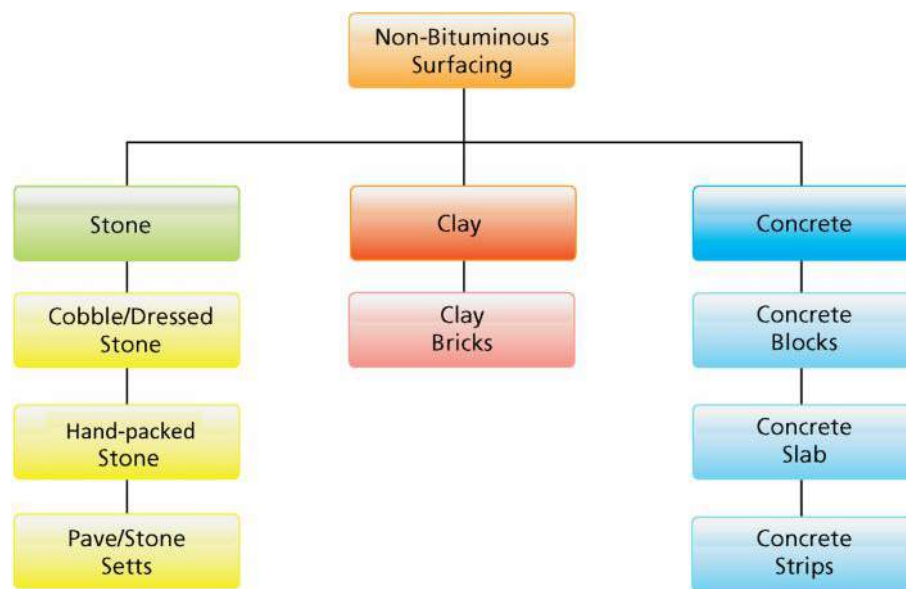 Non-Bituminous
Surfacing
Stone
Clay
Concrete
Cobble/Dressed
Stone
Clay
Bricks
Concrete
Blocks
Hand-packed
Stone
Concrete
Slab
Pave/Stone
Setts
Concrete
Strips